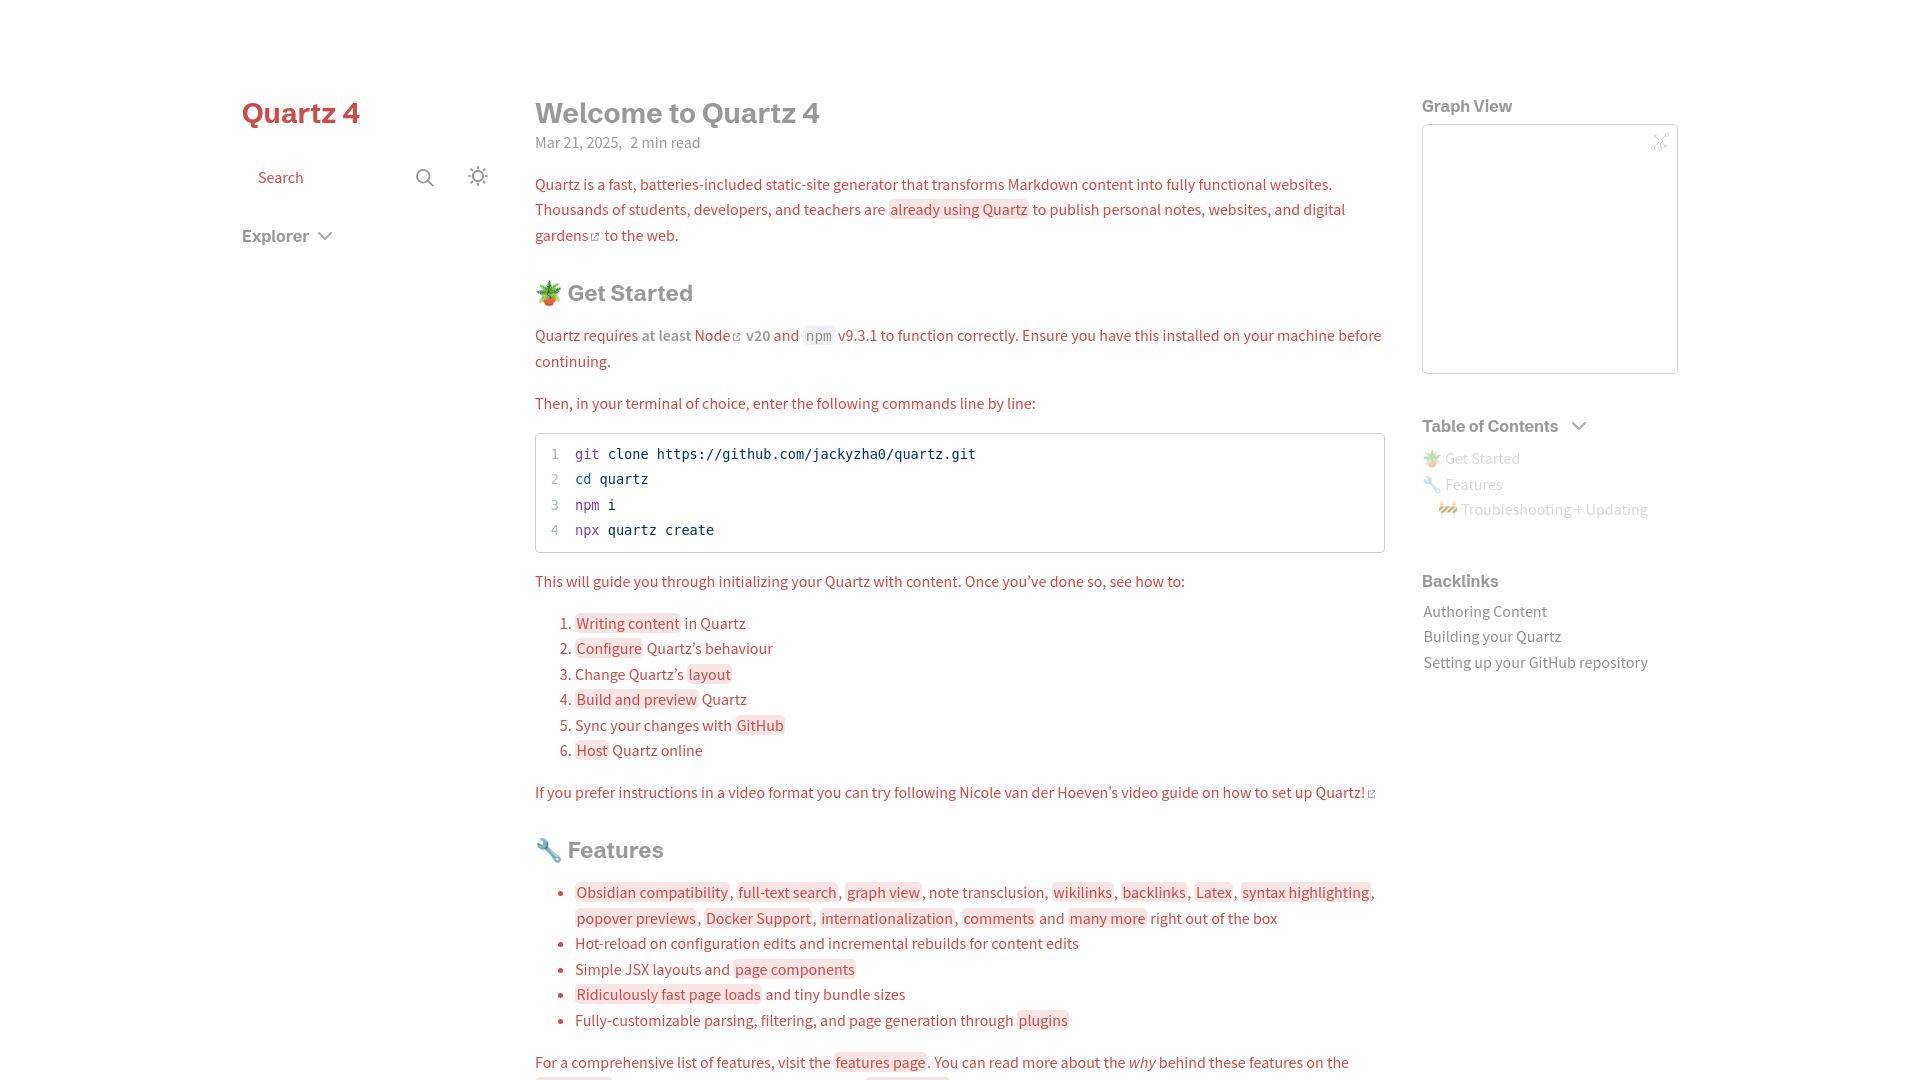 Quartz 4
Search
Explorer
Welcome to Quartz 4
Mar 21, 2025, 2 min read
Quartz is a fast, batteries-included static-site generator that transforms Markdown content into fully functional websites.
Thousands of students, developers, and teachers are already using Quartz to publish personal notes, websites, and digital
gardens to the web.
🪴 Get Started
Quartz requires at least Node v20 and npm v9.3.1 to function correctly. Ensure you have this installed on your machine before
continuing.
Then, in your terminal of choice, enter the following commands line by line:
1 git clone https://github.com/jackyzha0/quartz.git
2 cd quartz
3 npm i
4 npx quartz create
This will guide you through initializing your Quartz with content. Once you’ve done so, see how to:
1. Writing content in Quartz
2. Configure Quartz’s behaviour
3. Change Quartz’s layout
4. Build and preview Quartz
5. Sync your changes with GitHub
6. Host Quartz online
If you prefer instructions in a video format you can try following Nicole van der Hoeven’s video guide on how to set up Quartz!
🔧 Features
• Obsidian compatibility, full-text search, graph view, note transclusion, wikilinks, backlinks, Latex, syntax highlighting,
popover previews, Docker Support, internationalization, comments and many more right out of the box
• Hot-reload on configuration edits and incremental rebuilds for content edits
• Simple JSX layouts and page components
• Ridiculously fast page loads and tiny bundle sizes
• Fully-customizable parsing, filtering, and page generation through plugins
For a comprehensive list of features, visit the features page. You can read more about the why behind these features on the
Graph View
Table of Contents
🪴 Get Started
🔧 Features
🚧 Troubleshooting + Updating
Backlinks
Authoring Content
Building your Quartz
Setting up your GitHub repository